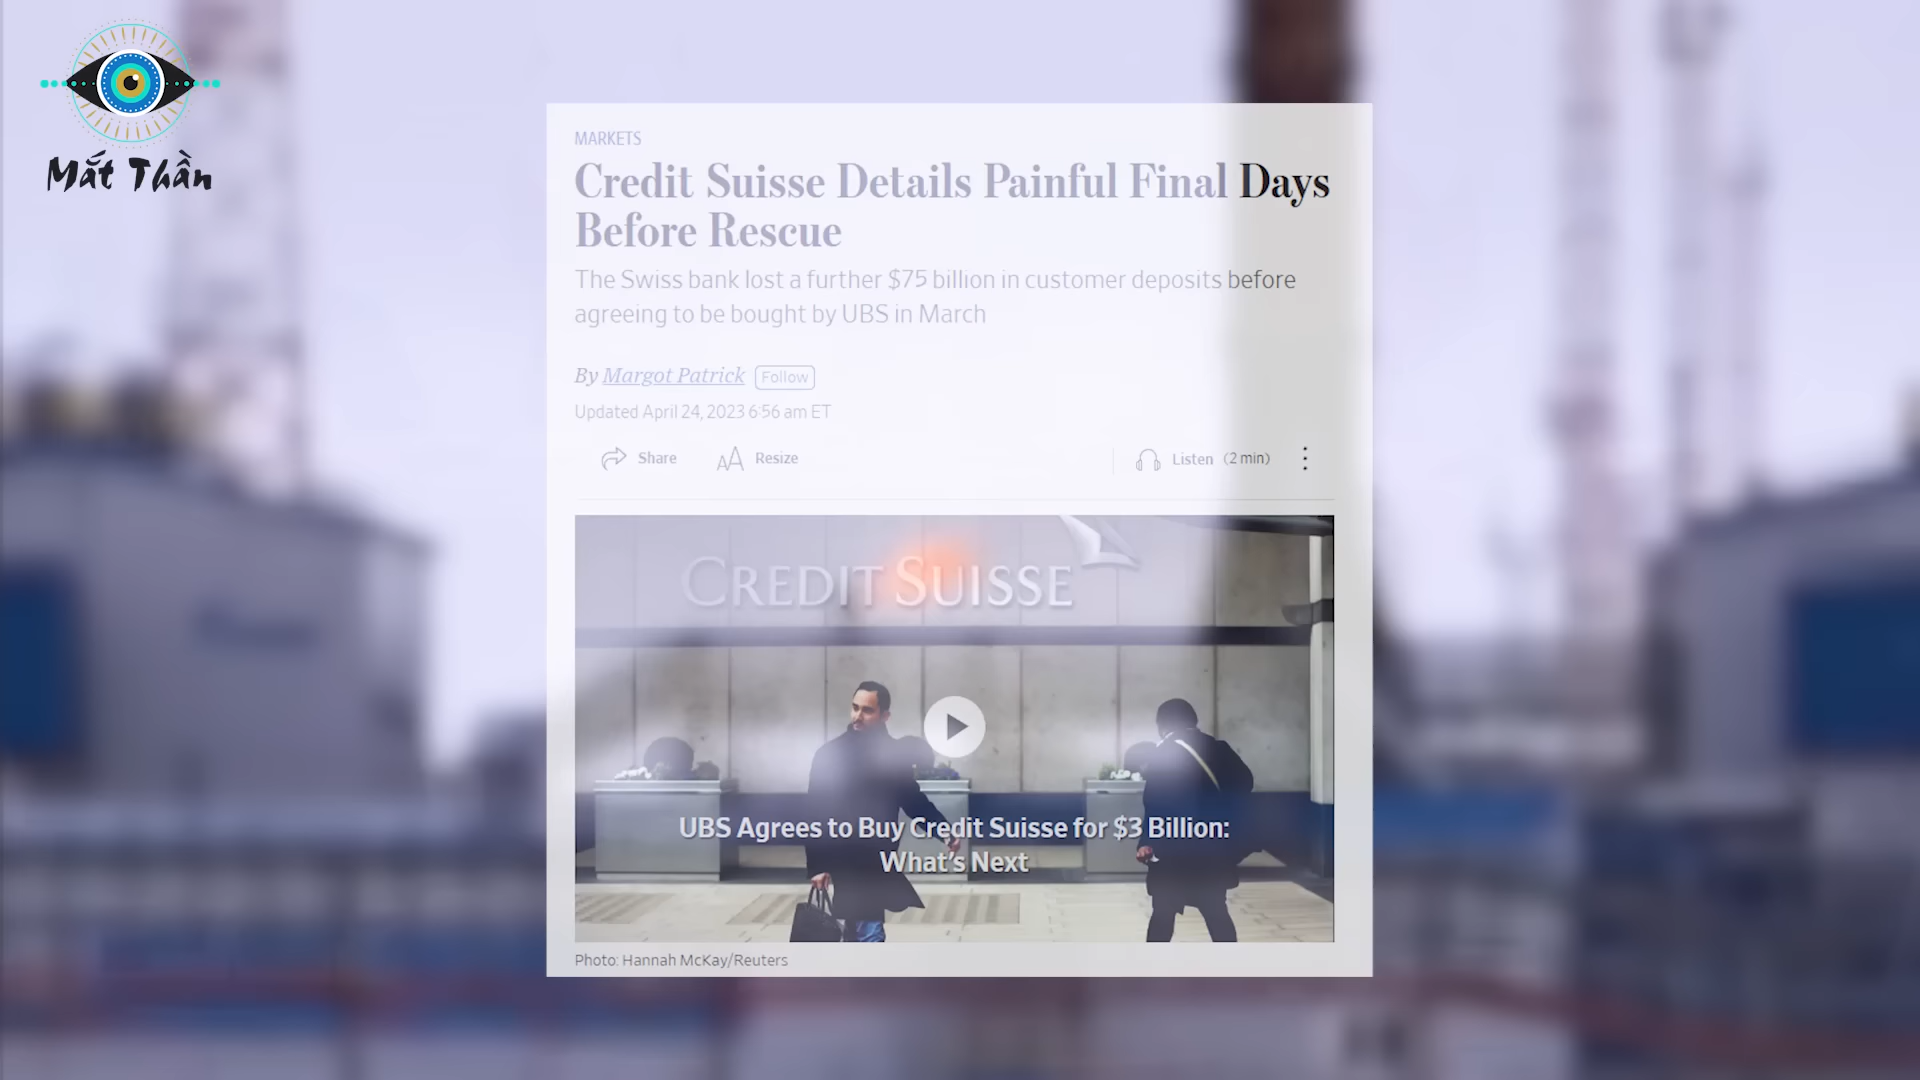 Mắt Thần
MARKETS
Credit Suisse Details Painful Final Days
Before Rescue
The Swiss bank lost a further $75 billion in customer deposits before
agreeing to be bought by UBS in March
By Margot Patrick Follow
Updated April 24, 2023 6:56 am ET
Share AA Resize Listen (2 min)
CREDIT SUISSE
UBS Agrees to Buy Credit Suisse for $3 Billion:
What's Next
Photo: Hannah McKay/Reuters